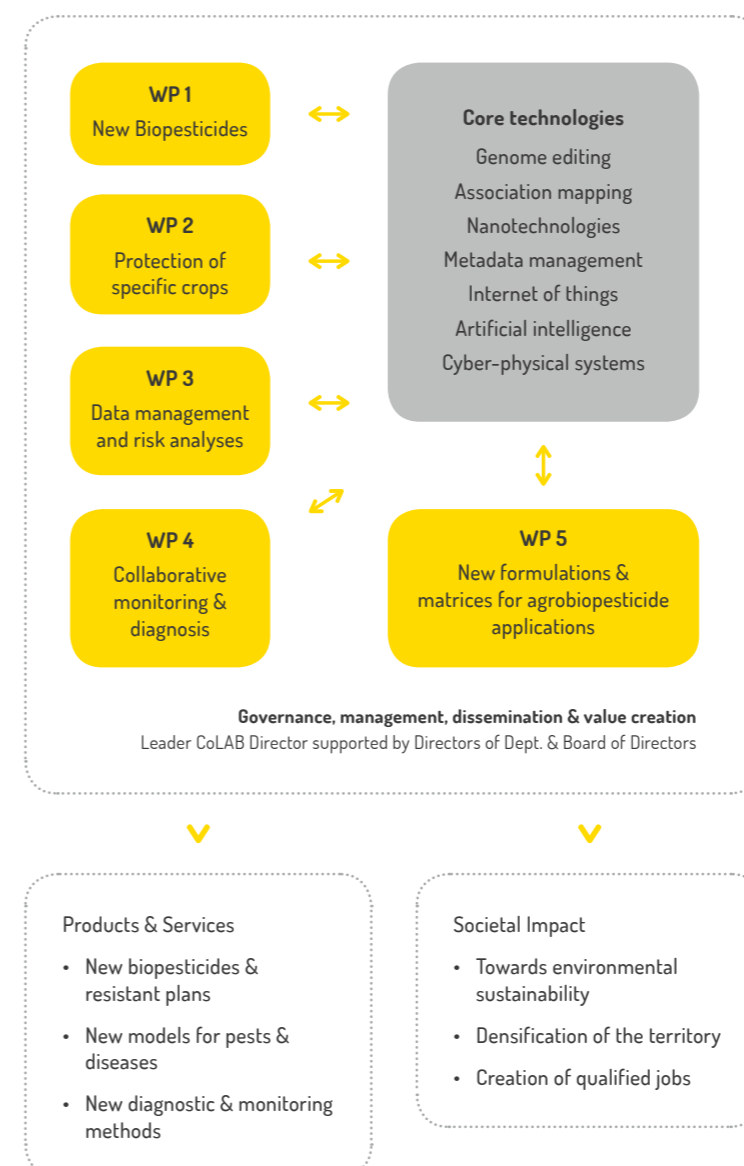 WP 1
New Biopesticides
WP 2
Protection of
specific crops
WP 3
Data management
and risk analyses
WP 4
Collaborative
monitoring &
diagnosis
Core technologies
Genome editing
Association mapping
Nanotechnologies
Metadata management
Internet of things
Artificial intelligence
Cyber-physical systems
WP 5
New formulations &
matrices for agrobiopesticide
applications
Governance, management, dissemination & value creation
Leader CoLAB Director supported by Directors of Dept. & Board of Directors
Products & Services
• New biopesticides &
resistant plans
• New models for pests &
diseases
• New diagnostic & monitoring
methods
Societal Impact
• Towards environmental
sustainability
• Densification of the territory
• Creation of qualified jobs